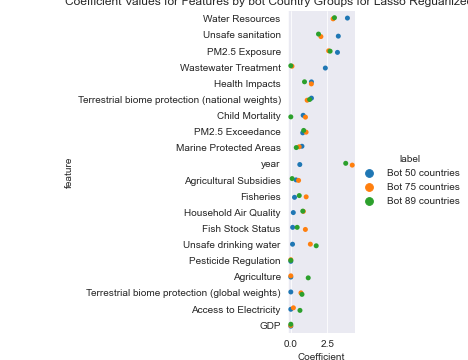 Coefficient Values for Features by bot Country Groups for Lasso Regularized
Water Resources
Unsafe sanitation
PM2.5 Exposure
Wastewater Treatment
Health Impacts
Terrestrial biome protection (national weights)
Child Mortality
PM2.5 Exceedance
Marine Protected Areas
year
Agricultural Subsidies
Fisheries
Household Air Quality
Fish Stock Status
Unsafe drinking water
Pesticide Regulation
Agriculture
Terrestrial biome protection (global weights)
Access to Electricity
GDP
feature
0.0 2.5
Coefficient
label
Bot 50 countries
Bot 75 countries
Bot 89 countries